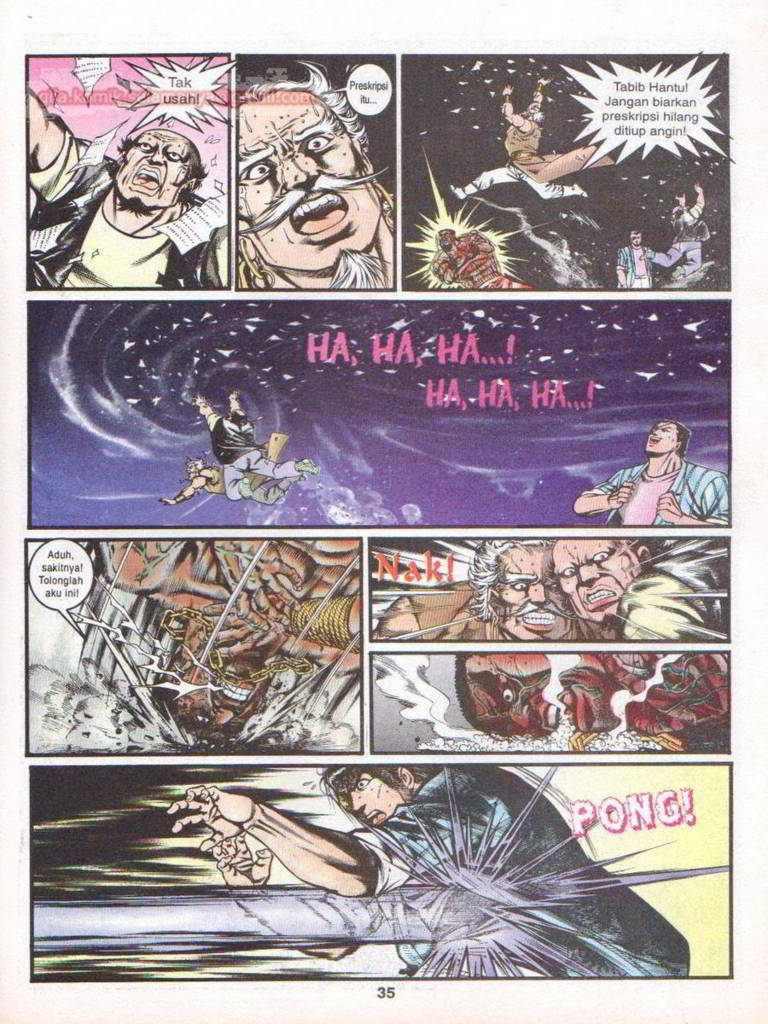 Tak
usah!
Preskripsi
itu...
Tabib Hantu!
Jangan biarkan
preskripsi hilang
ditiup angin!
HA, HA, HA...!
HA, HA, HA...!
Aduh,
sakitnya!
Tolonglah
aku ini!
Nak!
PONG!
35